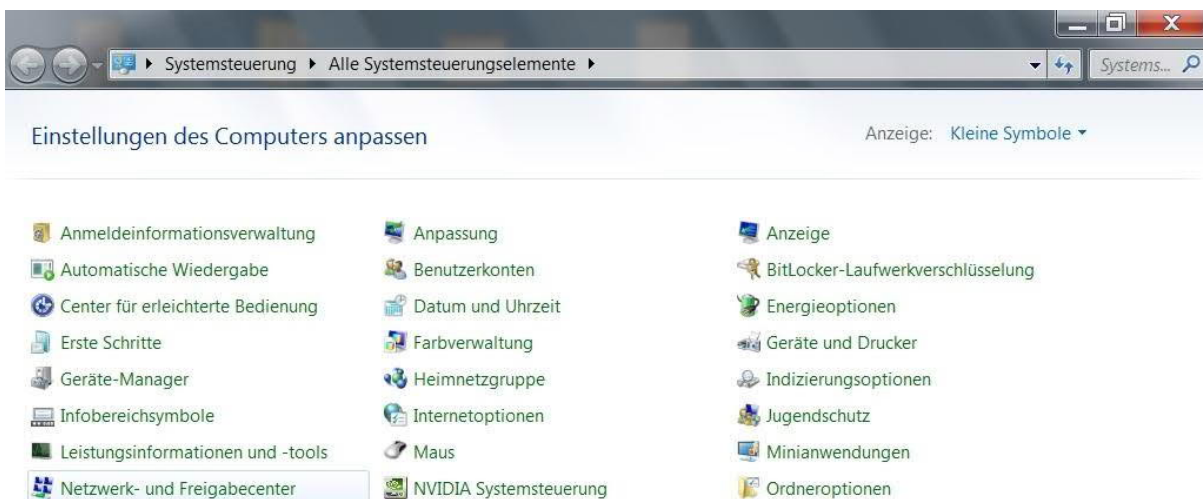 Systemsteuerung Alle Systemsteuerungselemente Systems...
Einstellungen des Computers anpassen Anzeige: Kleine Symbole
Anmeldeinformationsverwaltung Anpassung Anzeige
Automatische Wiedergabe Benutzerkonten BitLocker-Laufwerkverschlüsselung
Center für erleichterte Bedienung Datum und Uhrzeit Energieoptionen
Erste Schritte Farbverwaltung Geräte und Drucker
Geräte-Manager Heimnetzgruppe Indizierungsoptionen
Infobereichsymbole Internetoptionen Jugendschutz
Leistungsinformationen und -tools Maus Minianwendungen
Netzwerk- und Freigabecenter NVIDIA Systemsteuerung Ordneroptionen